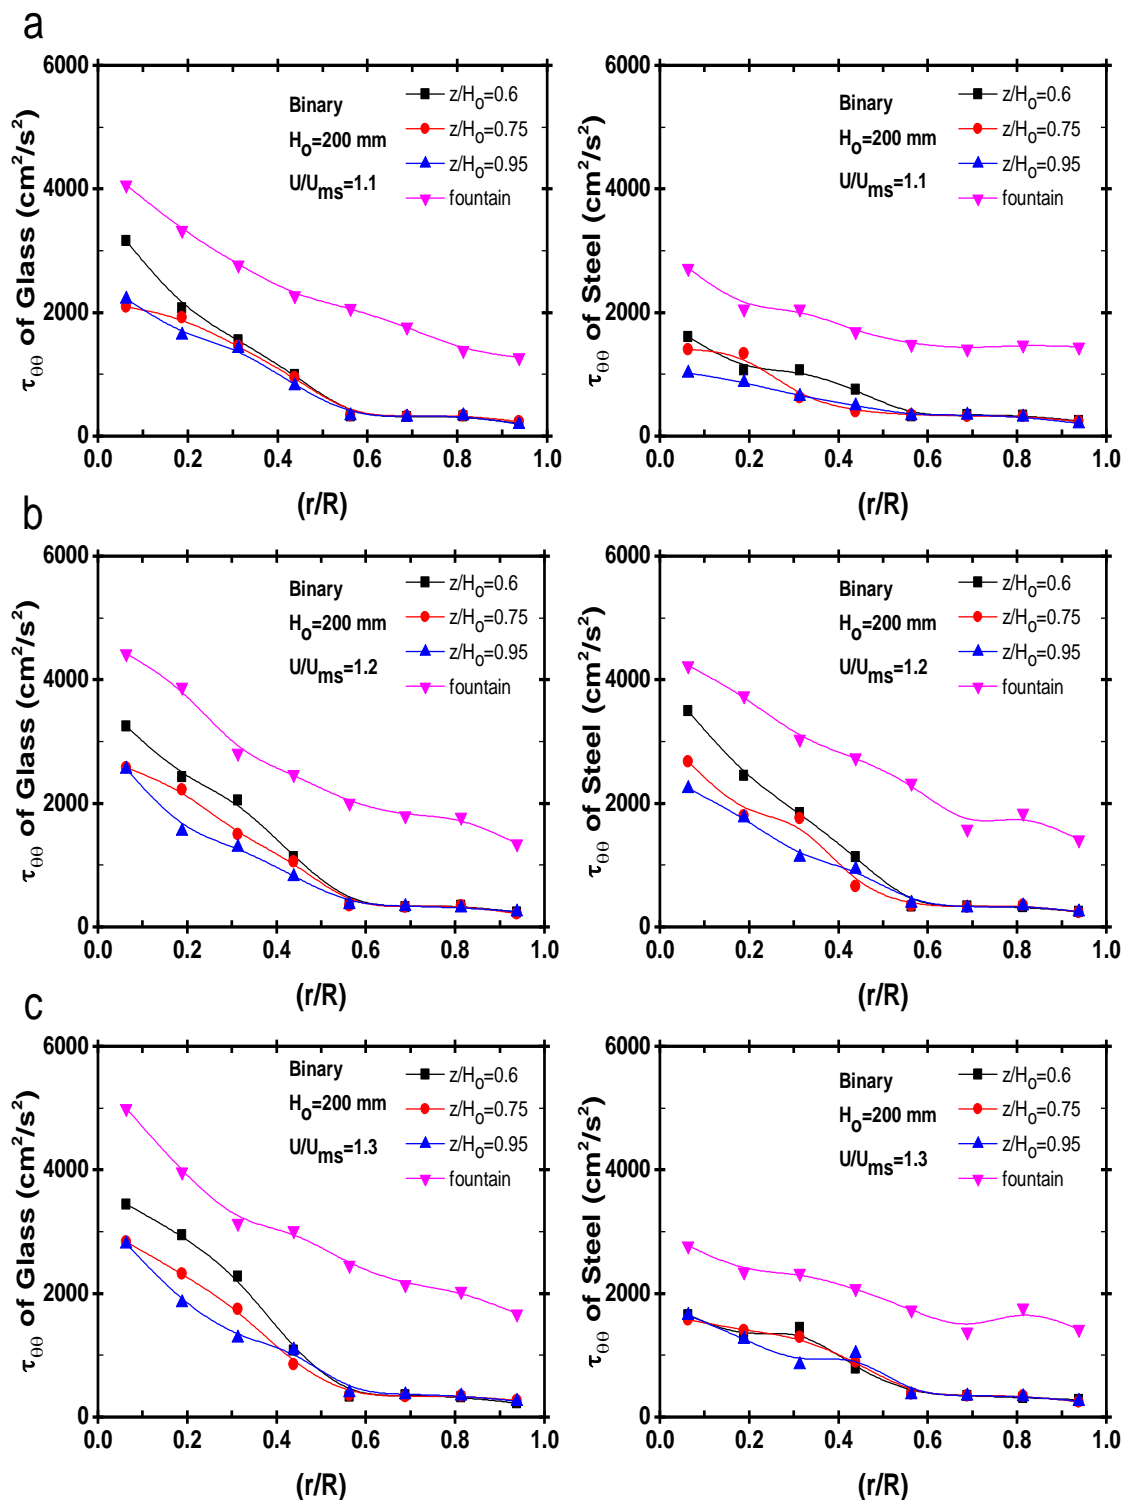 a
6000
4000
2000
0
τθθ of Glass (cm²/s²)
Binary
Ho=200 mm
U/Ums=1.1
z/Ho=0.6
z/Ho=0.75
z/Ho=0.95
fountain
0.0 0.2 0.4 0.6 0.8 1.0
(r/R)
6000
4000
2000
0
τθθ of Steel (cm²/s²)
Binary
Ho=200 mm
U/Ums=1.1
z/Ho=0.6
z/Ho=0.75
z/Ho=0.95
fountain
0.0 0.2 0.4 0.6 0.8 1.0
(r/R)
b
6000
4000
2000
0
τθθ of Glass (cm²/s²)
Binary
Ho=200 mm
U/Ums=1.2
z/Ho=0.6
z/Ho=0.75
z/Ho=0.95
fountain
0.0 0.2 0.4 0.6 0.8 1.0
(r/R)
6000
4000
2000
0
τθθ of Steel (cm²/s²)
Binary
Ho=200 mm
U/Ums=1.2
z/Ho=0.6
z/Ho=0.75
z/Ho=0.95
fountain
0.0 0.2 0.4 0.6 0.8 1.0
(r/R)
c
6000
4000
2000
0
τθθ of Glass (cm²/s²)
Binary
Ho=200 mm
U/Ums=1.3
z/Ho=0.6
z/Ho=0.75
z/Ho=0.95
fountain
0.0 0.2 0.4 0.6 0.8 1.0
(r/R)
6000
4000
2000
0
τθθ of Steel (cm²/s²)
Binary
Ho=200 mm
U/Ums=1.3
z/Ho=0.6
z/Ho=0.75
z/Ho=0.95
fountain
0.0 0.2 0.4 0.6 0.8 1.0
(r/R)